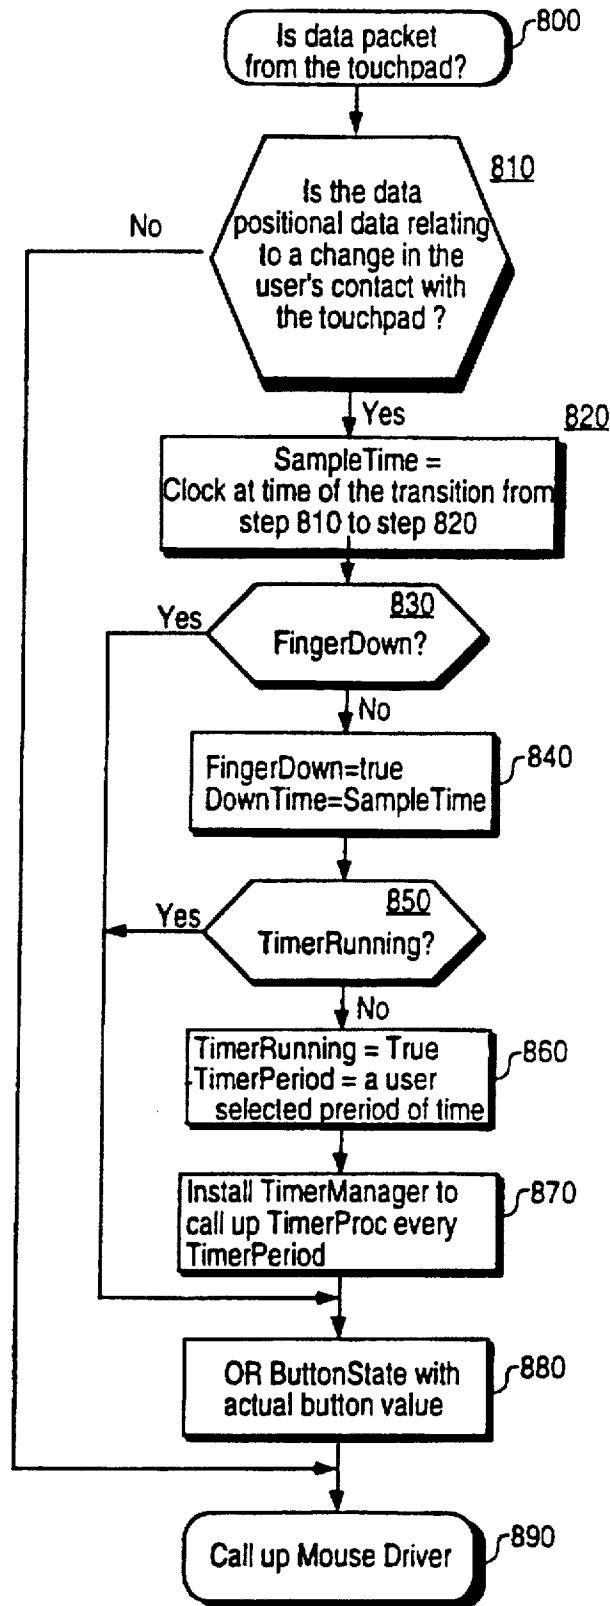 Is data packet
from the touchpad?
800
810
Is the data
positional data relating
to a change in the
user's contact with
the touchpad ?
No
Yes
820
SampleTime =
Clock at time of the transition from
step 810 to step 820
830
Yes
FingerDown?
No
FingerDown=true
DownTime=SampleTime
840
850
Yes
TimerRunning?
No
TimerRunning = True
TimerPeriod = a user
selected preriod of time
860
Install TimerManager to
call up TimerProc every
TimerPeriod
870
OR ButtonState with
actual button value
880
Call up Mouse Driver
890